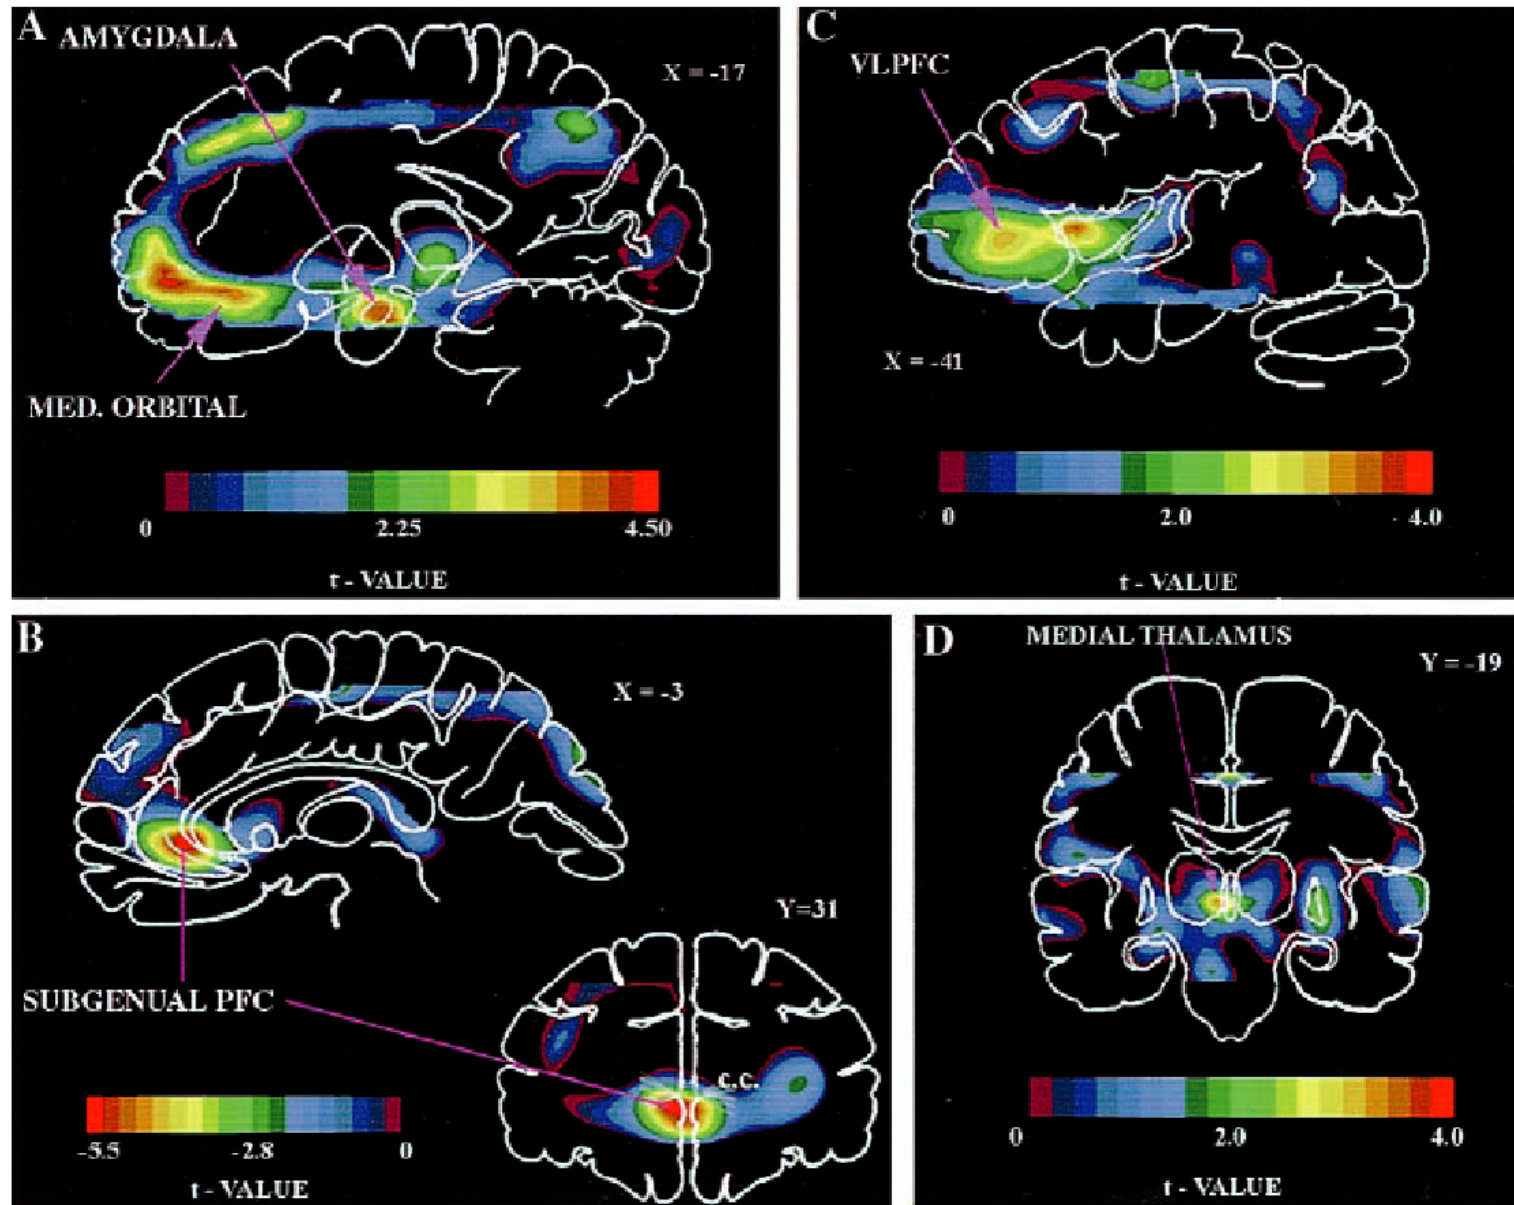 A
AMYGDALA
X = -17
MED. ORBITAL
0 2.25 4.50
t - VALUE
C
VLPFC
X = -41
0 2.0 4.0
t - VALUE
B
X = -3
Y=31
SUBGENUAL PFC
c.c.
-5.5 -2.8 0
t - VALUE
D
MEDIAL THALAMUS
Y = -19
0 2.0 4.0
t - VALUE